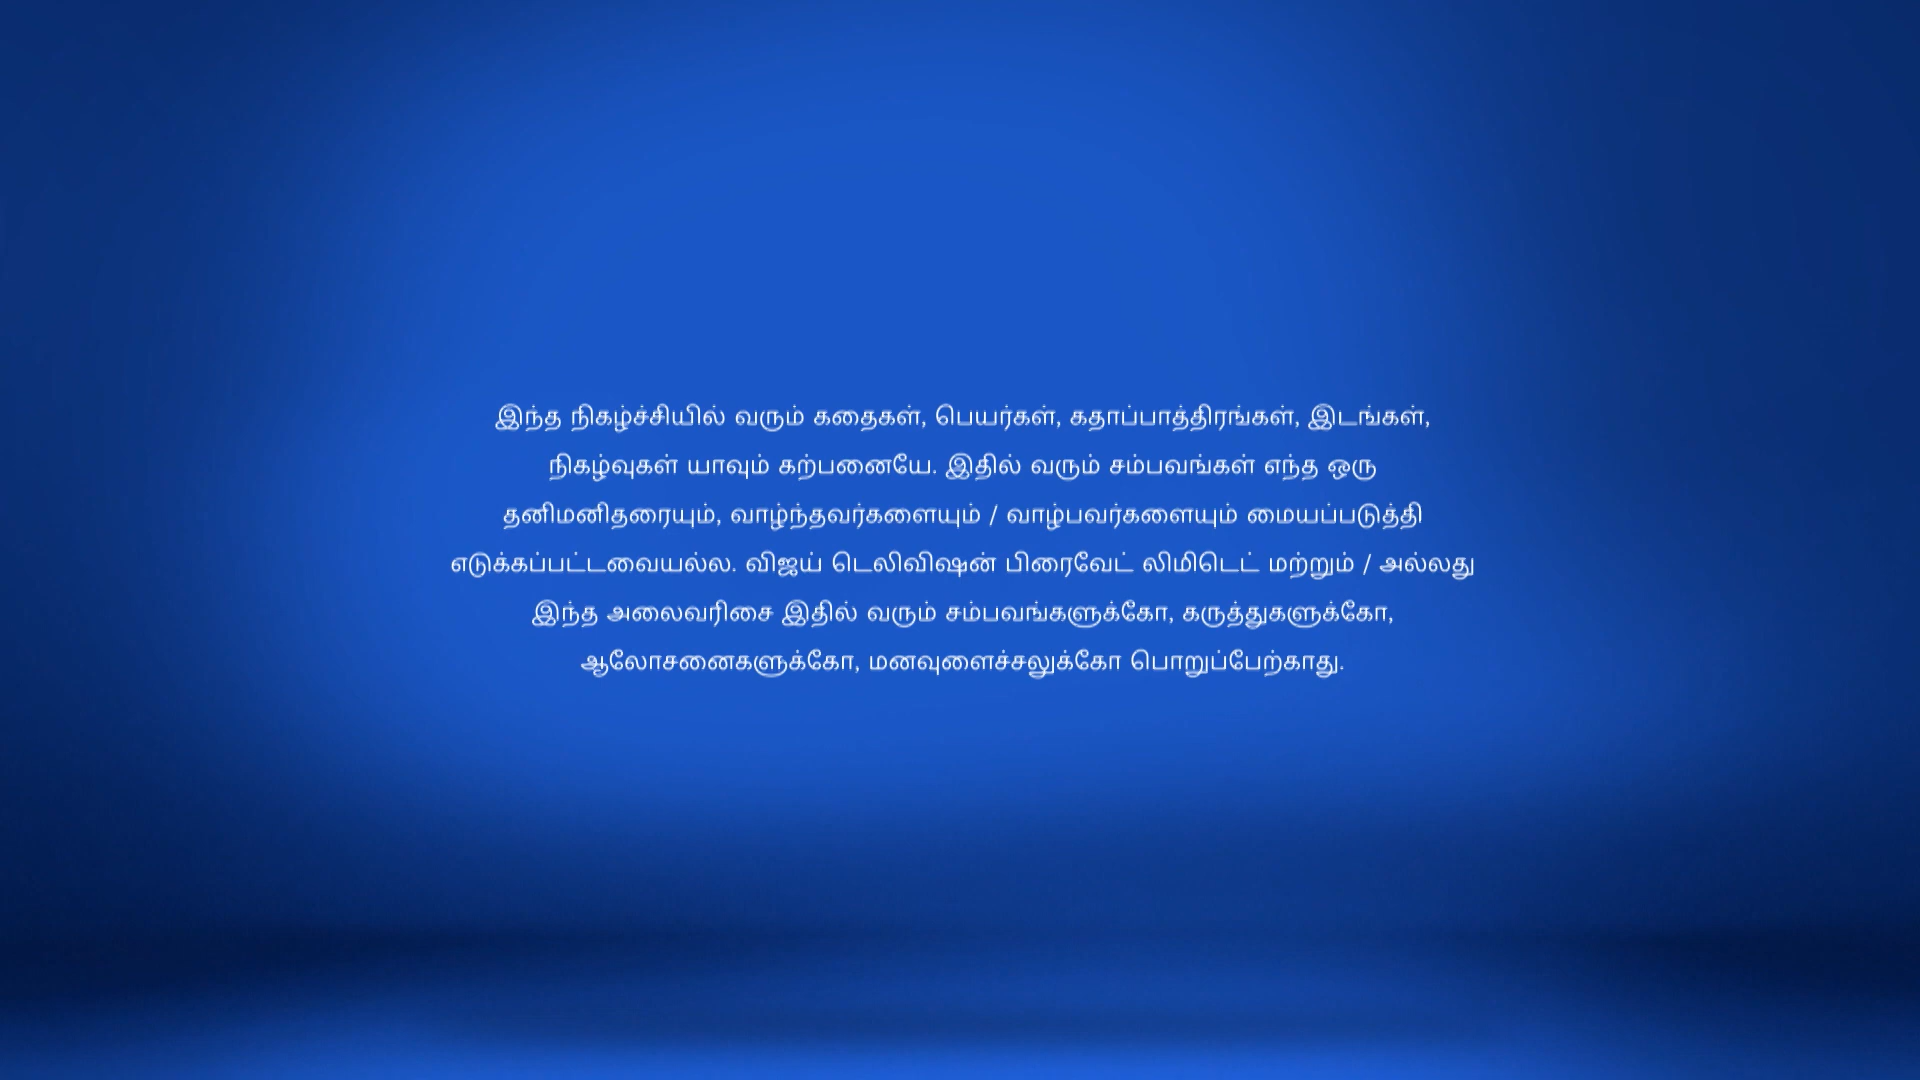 இந்த நிகழ்ச்சியில் வரும் கதைகள், பெயர்கள், கதாப்பாத்திரங்கள், இடங்கள்,
நிகழ்வுகள் யாவும் கற்பனையே. இதில் வரும் சம்பவங்கள் எந்த ஒரு
தனிமனிதரையும், வாழ்ந்தவர்களையும் / வாழ்பவர்களையும் மையப்படுத்தி
எடுக்கப்பட்டவையல்ல. விஜய் டெலிவிஷன் பிரைவேட் லிமிடெட் மற்றும் / அல்லது
இந்த அலைவரிசை இதில் வரும் சம்பவங்களுக்கோ, கருத்துகளுக்கோ,
ஆலோசனைகளுக்கோ, மனவுளைச்சலுக்கோ பொறுப்பேற்காது.